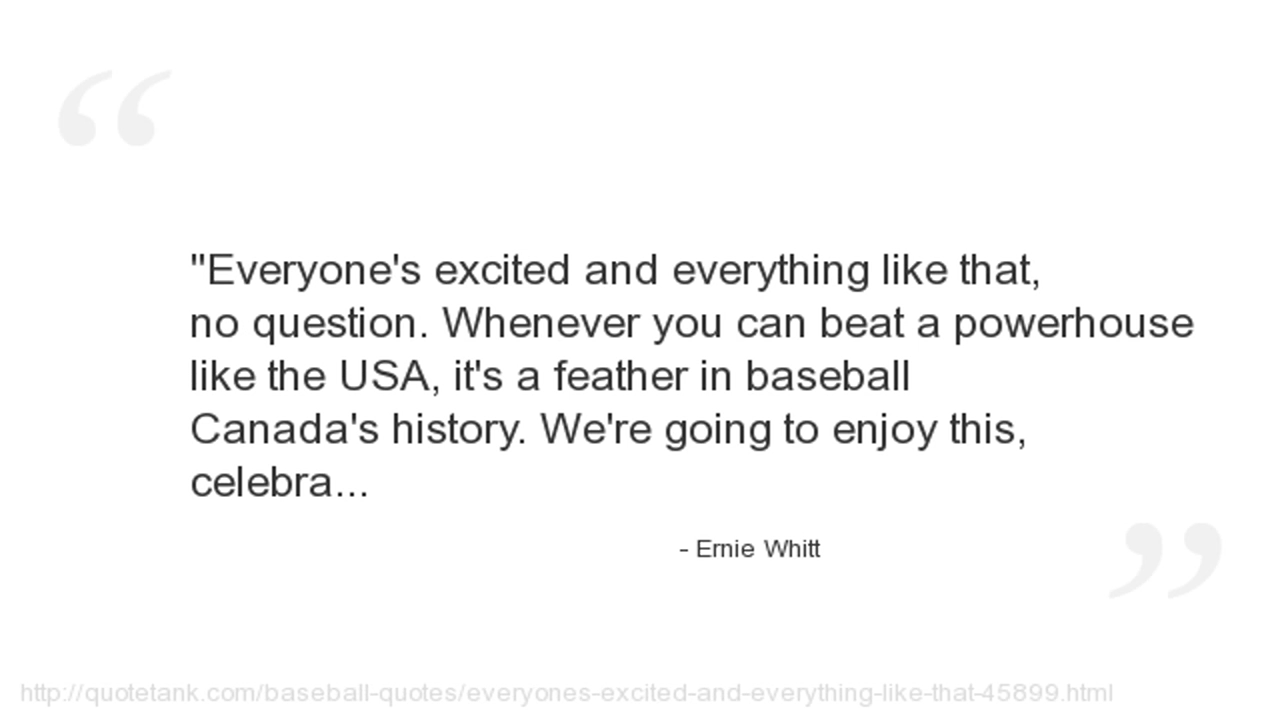 "Everyone's excited and everything like that,
no question. Whenever you can beat a powerhouse
like the USA, it's a feather in baseball
Canada's history. We're going to enjoy this,
celebra...
- Ernie Whitt
http://quotetank.com/baseball-quotes/everyones-excited-and-everything-like-that-45899.html